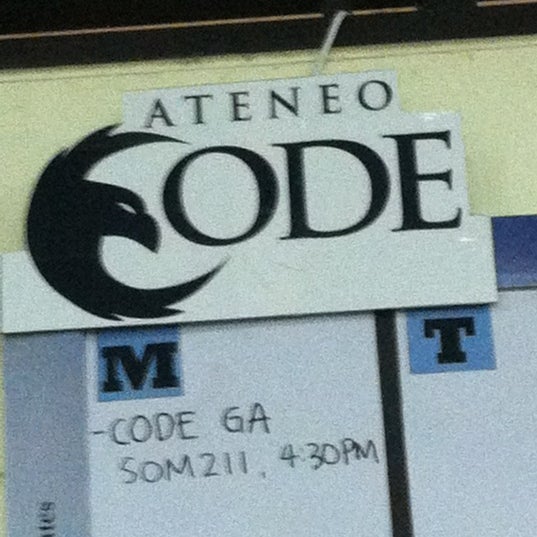 ATENEO
CODE
M T
-CODE GA
SOM211, 4:30PM